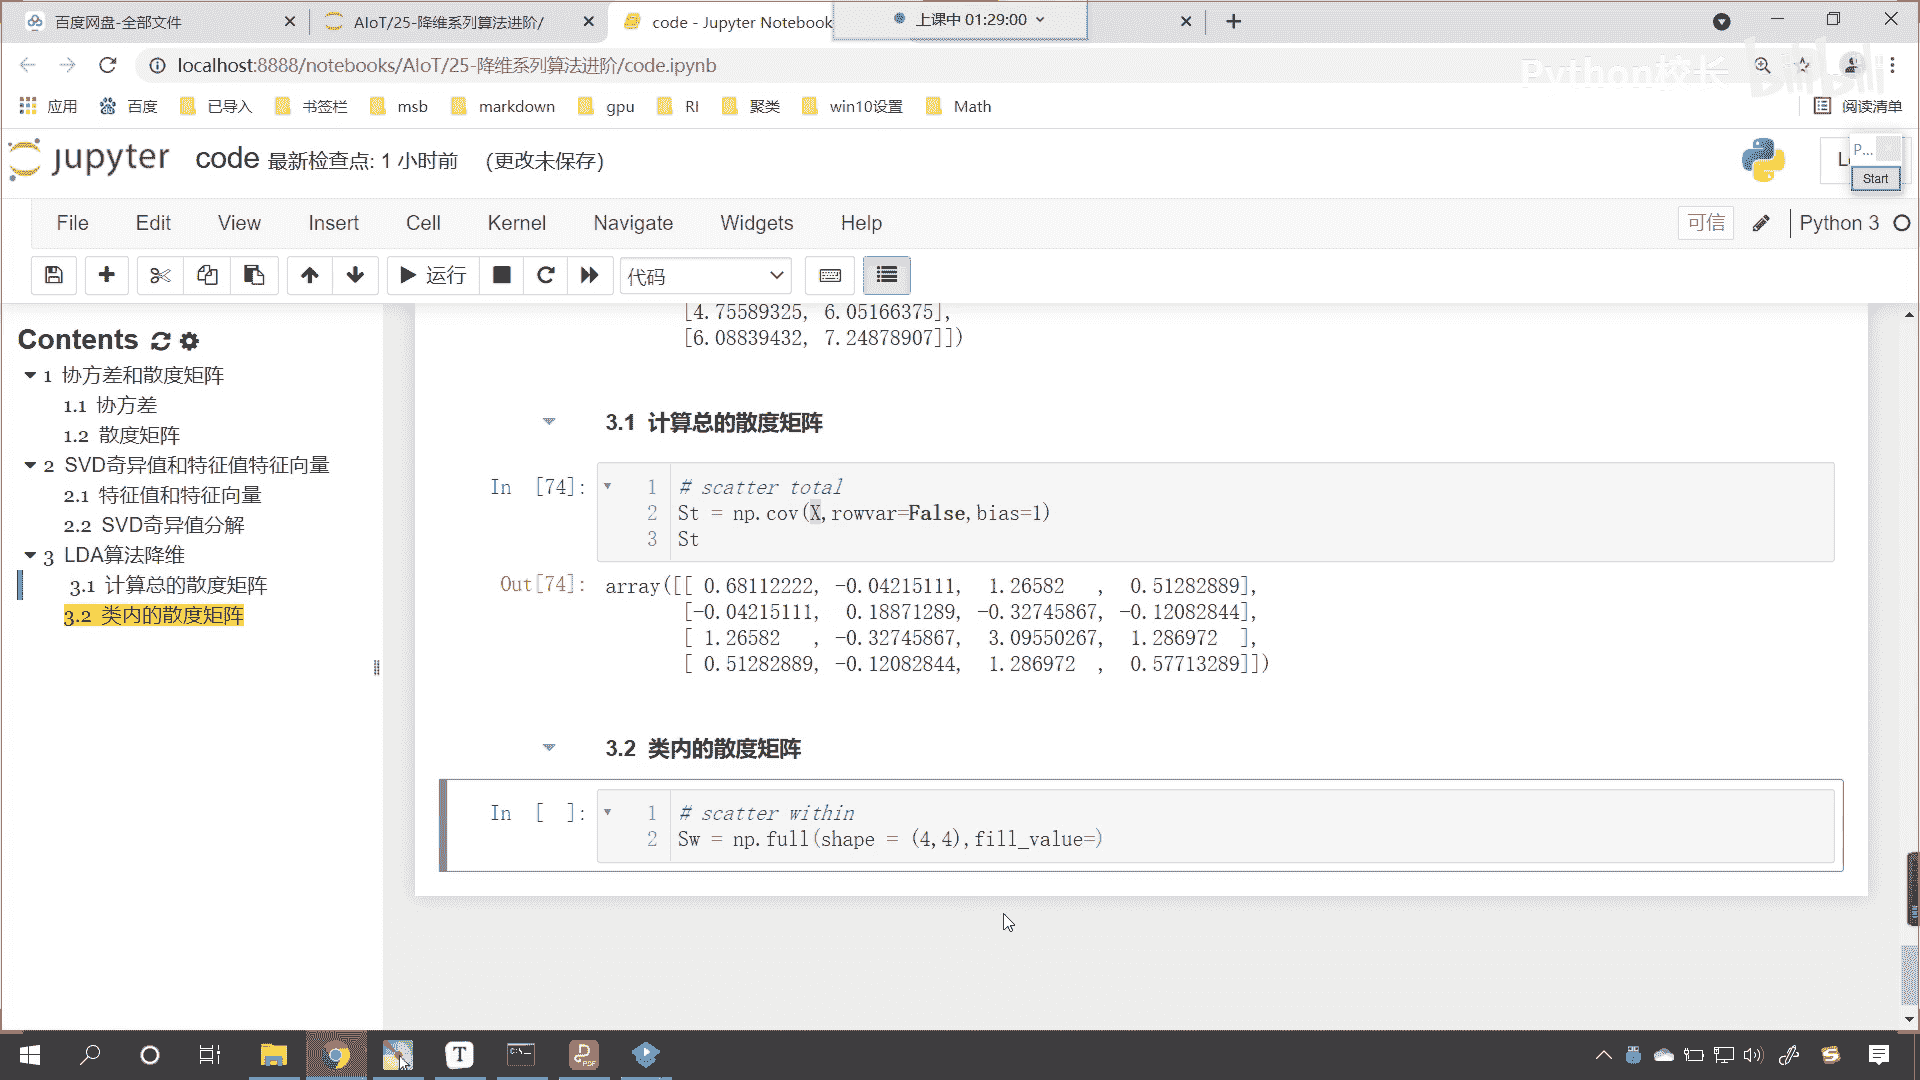 百度网盘-全部文件
AIoT/25-降维系列算法进阶/
code - Jupyter Notebook
上课中 01:29:00
localhost:8888/notebooks/AIoT/25-降维系列算法进阶/code.ipynb
Python校长
bilibili
应用 百度 已导入 书签栏 msb markdown gpu RI 聚类 win10设置 Math 阅读清单
jupyter code 最新检查点: 1 小时前 (更改未保存)
P...
Start
File Edit View Insert Cell Kernel Navigate Widgets Help 可信 Python 3
运行 代码
Contents
1 协方差和散度矩阵
1.1 协方差
1.2 散度矩阵
2 SVD奇异值和特征值特征向量
2.1 特征值和特征向量
2.2 SVD奇异值分解
3 LDA算法降维
3.1 计算总的散度矩阵
3.2 类内的散度矩阵
[4.75589325, 6.05166375],
[6.08839432, 7.24878907]])
3.1 计算总的散度矩阵
In [74]:
1 # scatter total
2 St = np.cov(X,rowvar=False,bias=1)
3 St
Out[74]: array([[ 0.68112222, -0.04215111, 1.26582 , 0.51282889],
[-0.04215111, 0.18871289, -0.32745867, -0.12082844],
[ 1.26582 , -0.32745867, 3.09550267, 1.286972 ],
[ 0.51282889, -0.12082844, 1.286972 , 0.57713289]])
3.2 类内的散度矩阵
In [ ]:
1 # scatter within
2 Sw = np.full(shape = (4,4),fill_value=)